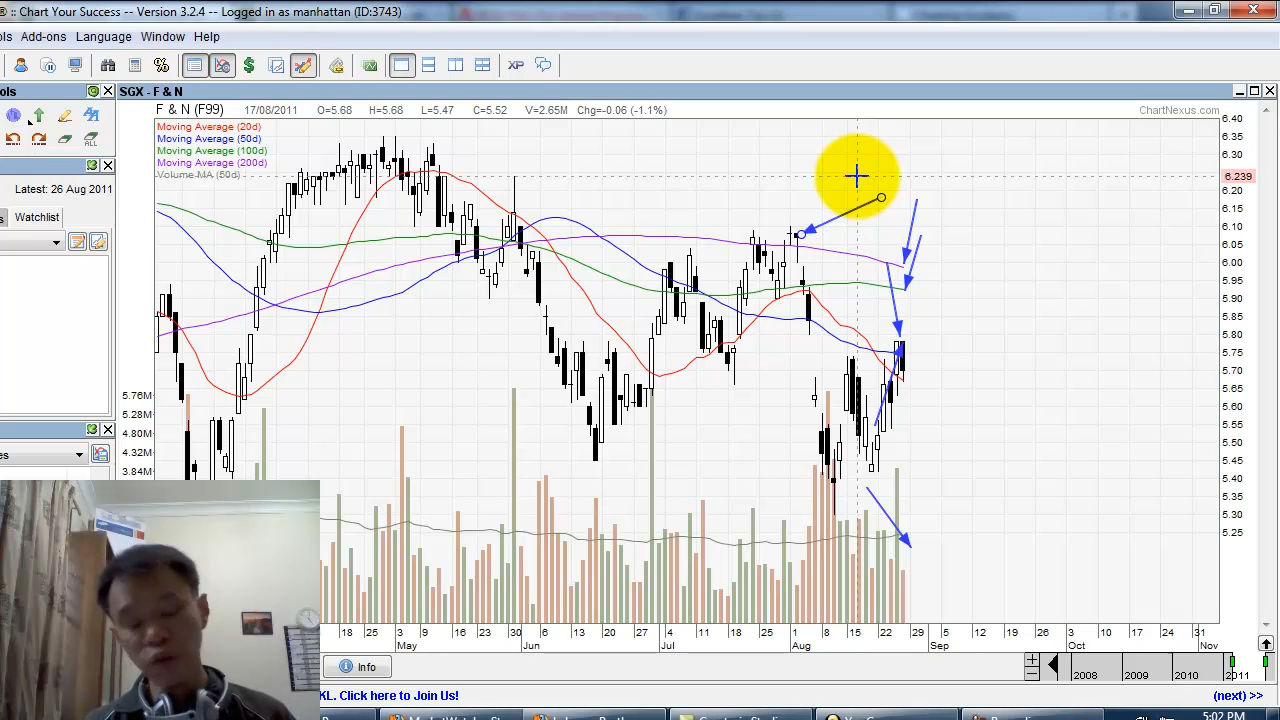 ® :: Chart Your Success -- Version 3.2.4 -- Logged in as manhattan (ID:3743)
ls Add-ons Language Window Help
XP
ols
SGX - F & N
F & N (F99) 17/08/2011 O=5.68 H=5.68 L=5.47 C=5.52 V=2.65M Chg=-0.06 (-1.1%)
ChartNexus.com
Moving Average (20d)
Moving Average (50d)
Moving Average (100d)
Moving Average (200d)
Volume MA (50d)
ALL
Latest: 26 Aug 2011
Watchlist
es
6.40
6.35
6.30
6.239
6.20
6.15
6.10
6.05
6.00
5.95
5.90
5.85
5.80
5.75
5.70
5.65
5.60
5.55
5.50
5.45
5.40
5.35
5.30
5.25
5.76M
5.28M
4.80M
4.32M
3.84M
18 25 3 9 16 23 30 6 13 20 27 4 11 18 25 1 8 15 22 5 12 19 26 3 10 17 24 31
May Jun Jul Aug Sep Oct Nov
Info
2008 2009 2010 2011
KL. Click here to Join Us!
(next) >>
5:02 PM